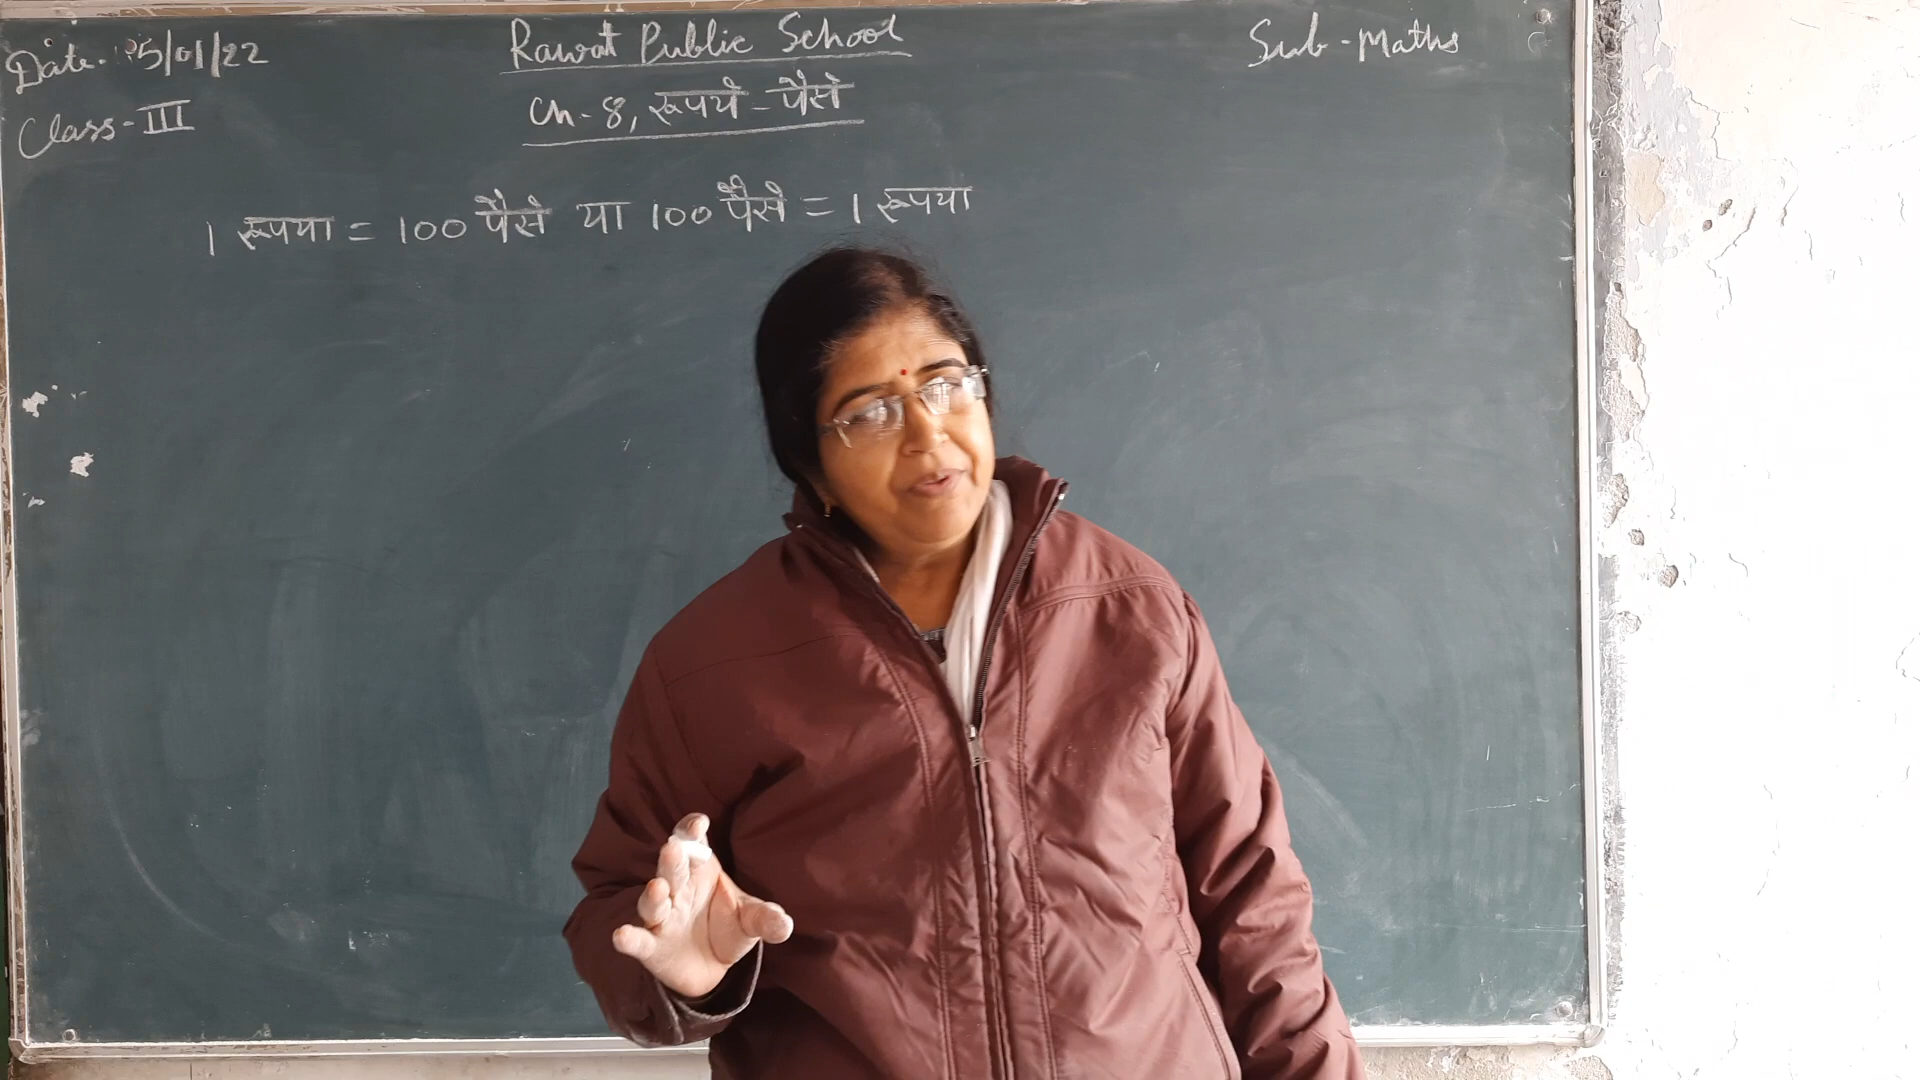 Rawat Public School
Date. 05/01/22
Sub - Maths
Ch - 8, रूपये - पैसे
Class - III
1 रूपया = 100 पैसे या 100 पैसे = 1 रूपया